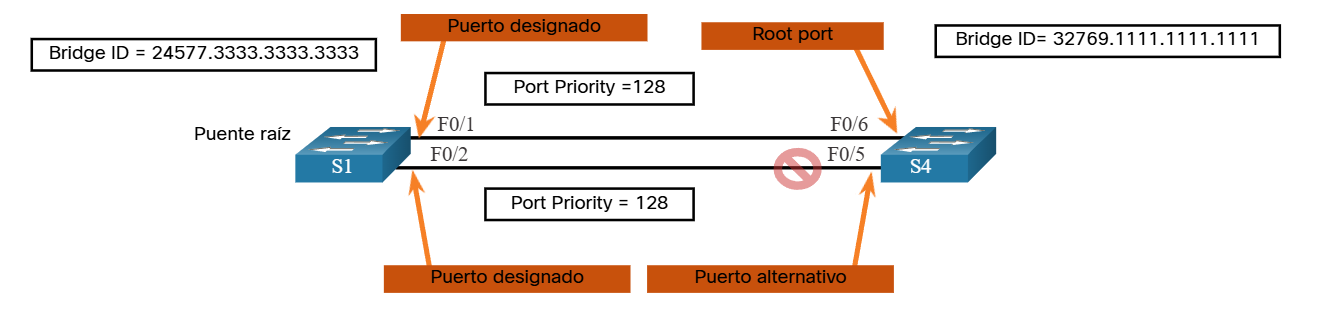 Puerto designado
Root port
Bridge ID = 24577.3333.3333.3333
Bridge ID= 32769.1111.1111.1111
Port Priority =128
Puente raíz
F0/1
F0/6
F0/2
F0/5
S1
S4
Port Priority = 128
Puerto designado
Puerto alternativo